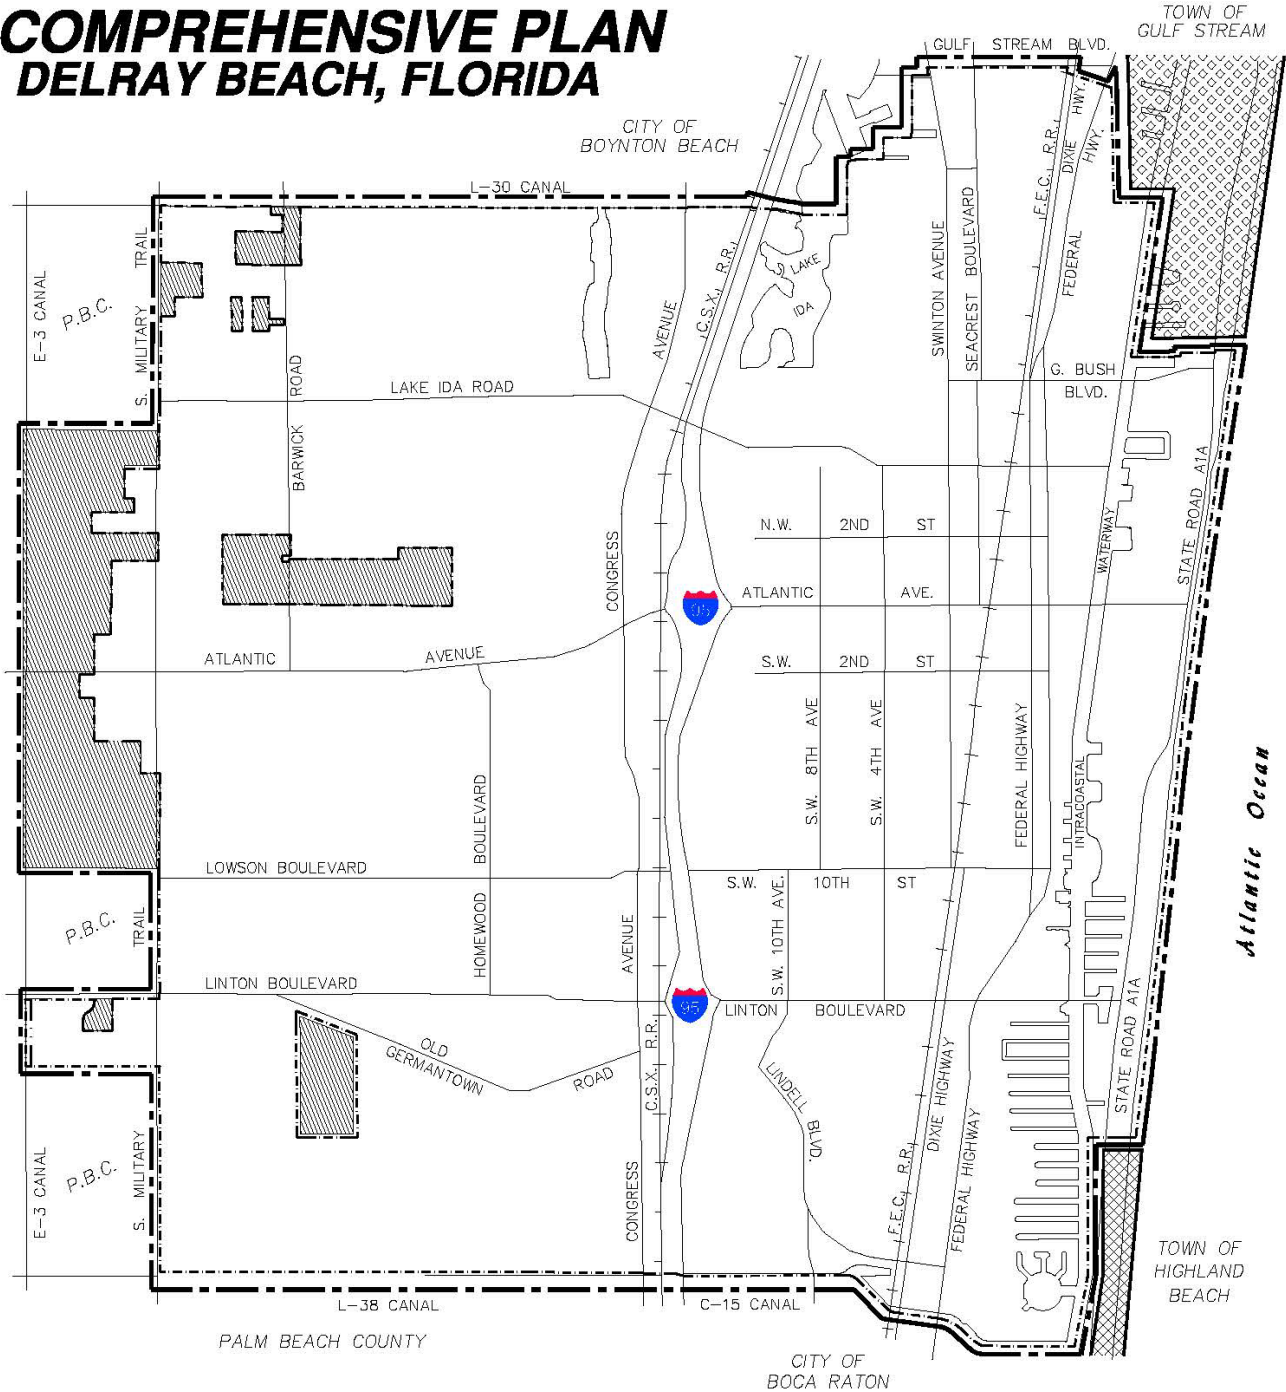 COMPREHENSIVE PLAN
DELRAY BEACH, FLORIDA
TOWN OF
GULF STREAM
GULF STREAM BLVD.
CITY OF
BOYNTON BEACH
L-30 CANAL
E-3 CANAL
P.B.C.
S. MILITARY TRAIL
BARWICK ROAD
LAKE IDA ROAD
AVENUE
C.S.X. R.R.
LAKE
IDA
SWINTON AVENUE
SEACREST BOULEVARD
F.E.C. R.R.
DIXIE HWY.
FEDERAL HWY.
G. BUSH
BLVD.
STATE ROAD A1A
WATERWAY
CONGRESS
N.W. 2ND ST
95
ATLANTIC AVE.
ATLANTIC AVENUE
S.W. 2ND ST
S.W. 8TH AVE
S.W. 4TH AVE
FEDERAL HIGHWAY
INTRACOASTAL
Atlantic Ocean
HOMEWOOD BOULEVARD
LOWSON BOULEVARD
S.W. 10TH ST
S.W. 10TH AVE.
P.B.C.
TRAIL
AVENUE
LINTON BOULEVARD
95
LINTON BOULEVARD
STATE ROAD A1A
OLD
GERMANTOWN
ROAD
C.S.X. R.R.
LINDELL BLVD.
DIXIE HIGHWAY
FEDERAL HIGHWAY
F.E.C. R.R.
E-3 CANAL
P.B.C.
S. MILITARY
CONGRESS
TOWN OF
HIGHLAND
BEACH
L-38 CANAL
C-15 CANAL
PALM BEACH COUNTY
CITY OF
BOCA RATON